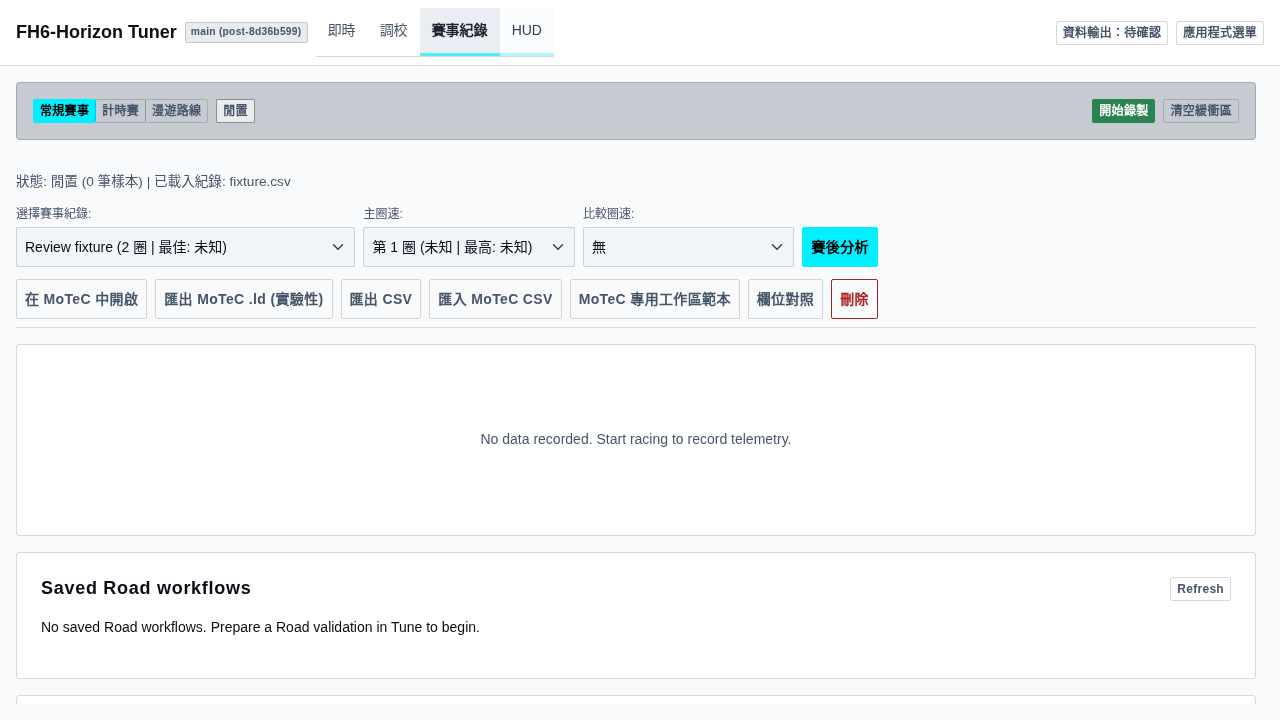 FH6-Horizon Tuner main (post-8d36b599) 即時 調校 賽事紀錄 HUD 資料輸出：待確認 應用程式選單
常規賽事 計時賽 漫遊路線 閒置 開始錄製 清空緩衝區
狀態: 閒置 (0 筆樣本) | 已載入紀錄: fixture.csv
選擇賽事紀錄: 主圈速: 比較圈速:
Review fixture (2 圈 | 最佳: 未知) 第 1 圈 (未知 | 最高: 未知) 無 賽後分析
在 MoTeC 中開啟 匯出 MoTeC .ld (實驗性) 匯出 CSV 匯入 MoTeC CSV MoTeC 專用工作區範本 欄位對照 刪除
No data recorded. Start racing to record telemetry.
Saved Road workflows Refresh
No saved Road workflows. Prepare a Road validation in Tune to begin.